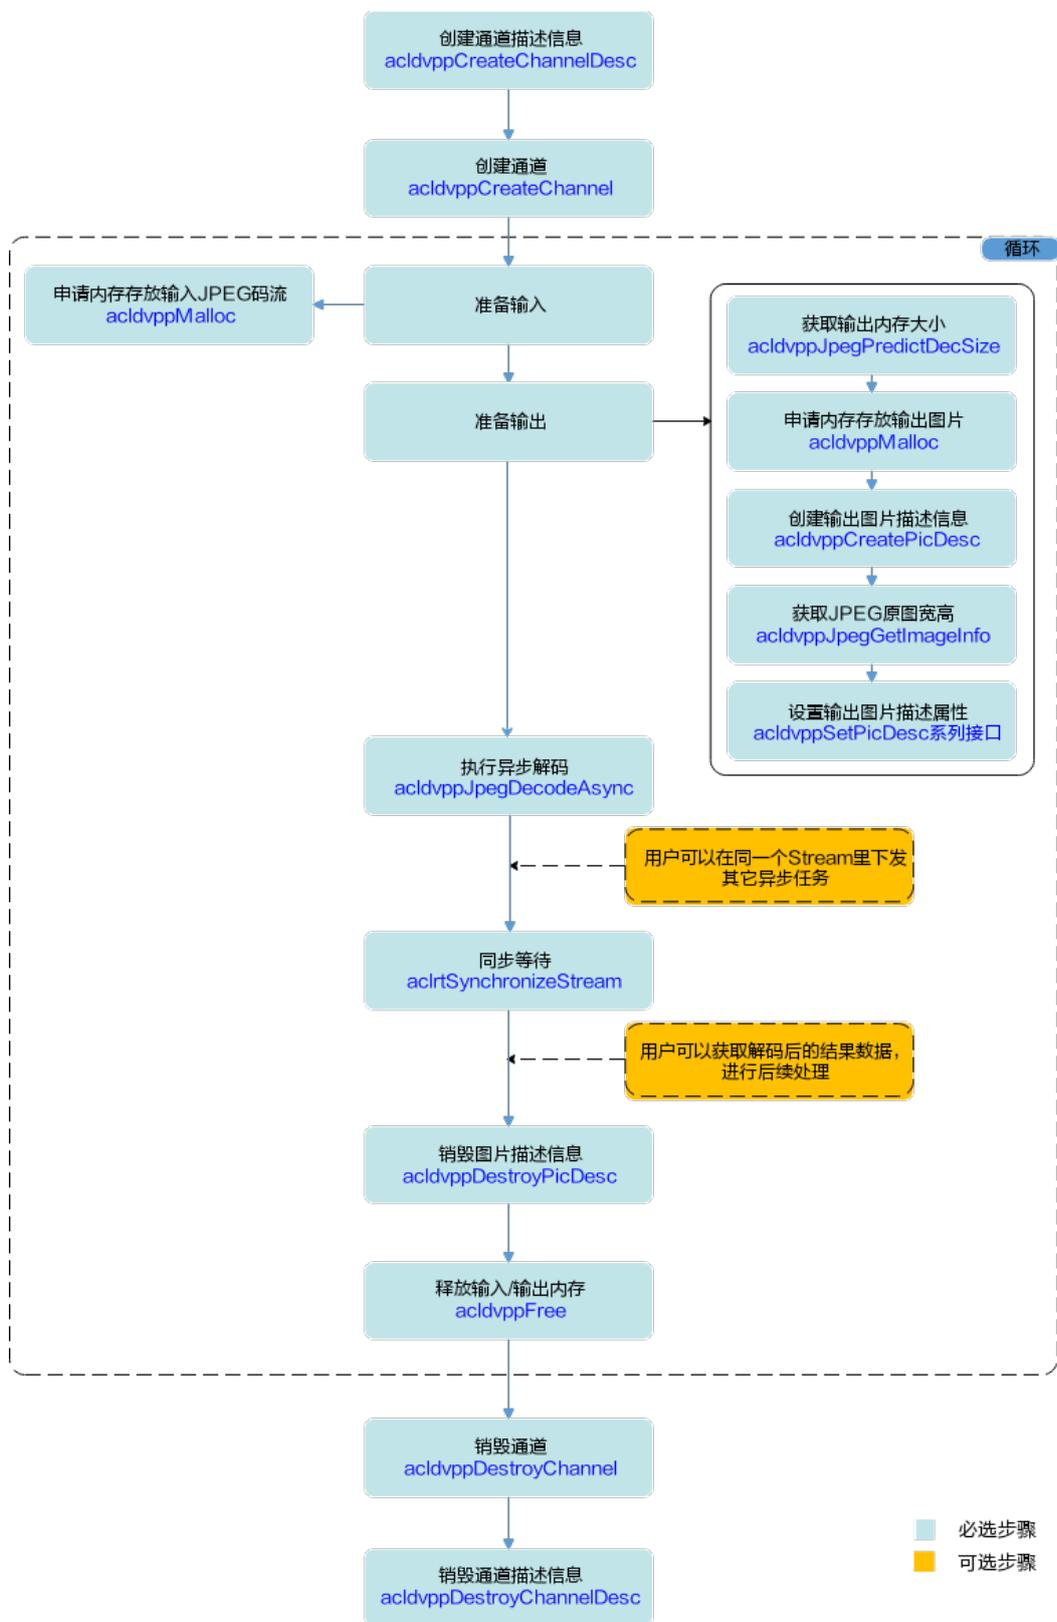 创建通道描述信息
acldvppCreateChannelDesc
创建通道
acldvppCreateChannel
循环
申请内存存放输入JPEG码流
acldvppMalloc
准备输入
准备输出
获取输出内存大小
acldvppJpegPredictDecSize
申请内存存放输出图片
acldvppMalloc
创建输出图片描述信息
acldvppCreatePicDesc
获取JPEG原图宽高
acldvppJpegGetImageInfo
设置输出图片描述属性
acldvppSetPicDesc系列接口
执行异步解码
acldvppJpegDecodeAsync
用户可以在同一个Stream里下发
其它异步任务
同步等待
aclrtSynchronizeStream
用户可以获取解码后的结果数据，
进行后续处理
销毁图片描述信息
acldvppDestroyPicDesc
释放输入/输出内存
acldvppFree
销毁通道
acldvppDestroyChannel
销毁通道描述信息
acldvppDestroyChannelDesc
必选步骤
可选步骤